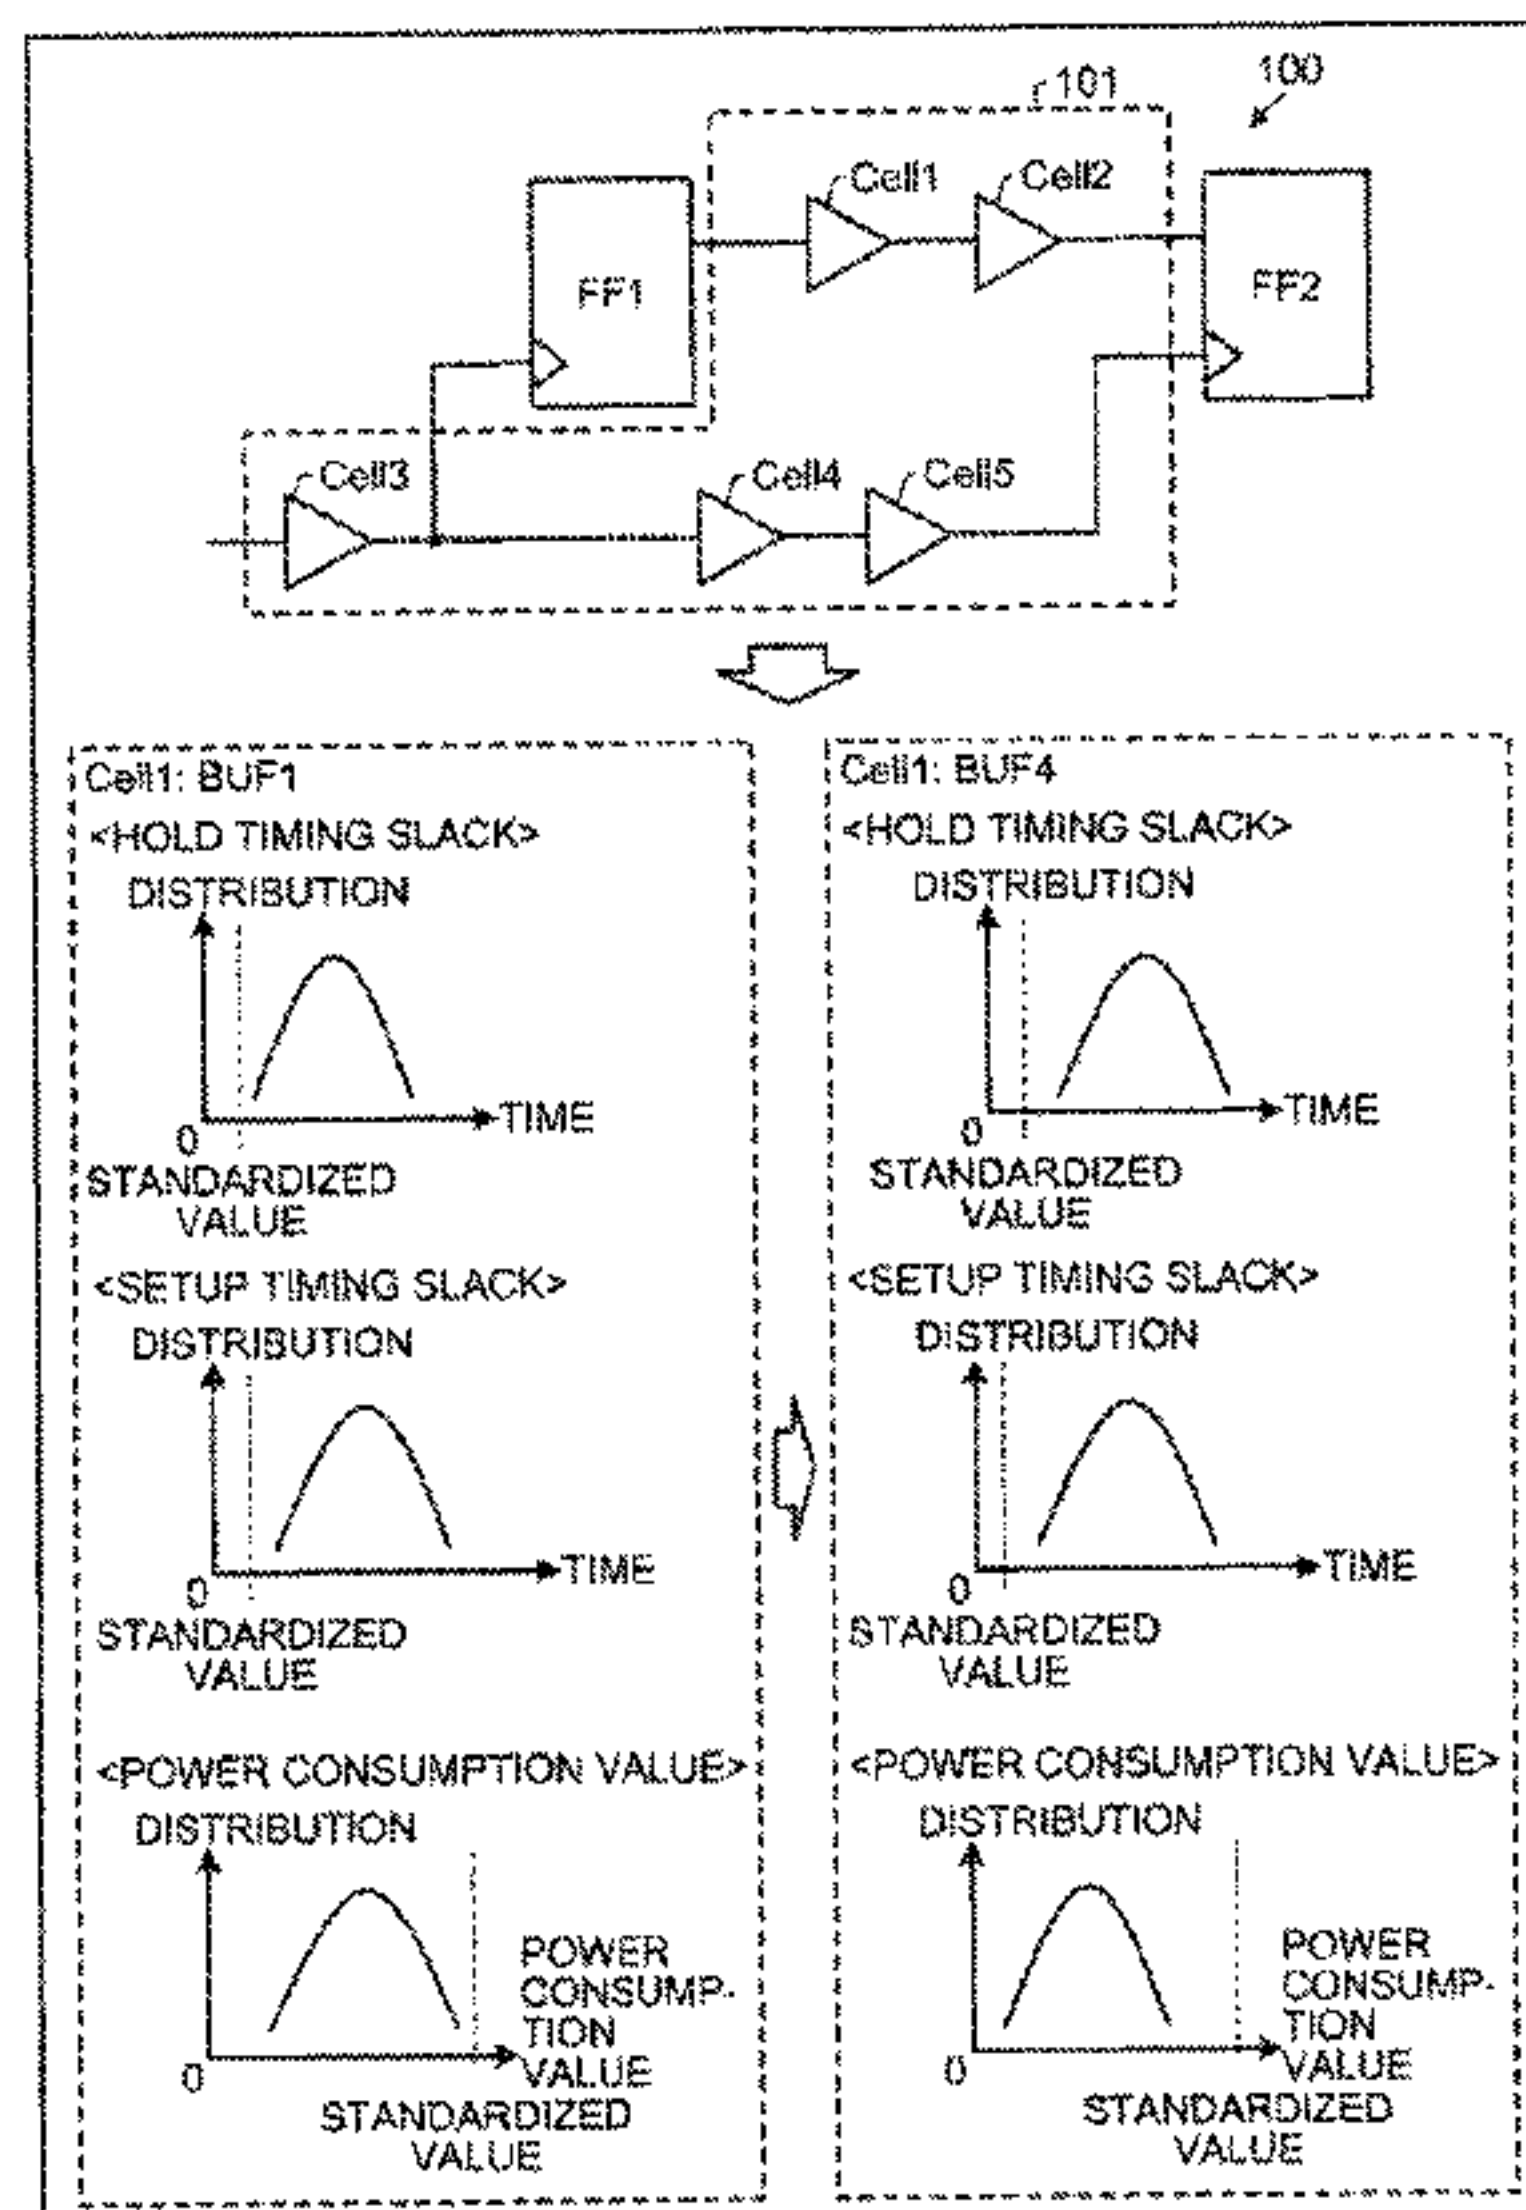 100
101
Cell1
Cell2
FF1
FF2
Cell3
Cell4
Cell5
Cell1: BUF1
<HOLD TIMING SLACK>
DISTRIBUTION
TIME
0
STANDARDIZED
VALUE
<SETUP TIMING SLACK>
DISTRIBUTION
TIME
0
STANDARDIZED
VALUE
<POWER CONSUMPTION VALUE>
DISTRIBUTION
POWER
CONSUMP-
TION
VALUE
0
STANDARDIZED
VALUE
Cell1: BUF4
<HOLD TIMING SLACK>
DISTRIBUTION
TIME
0
STANDARDIZED
VALUE
<SETUP TIMING SLACK>
DISTRIBUTION
TIME
0
STANDARDIZED
VALUE
<POWER CONSUMPTION VALUE>
DISTRIBUTION
POWER
CONSUMP-
TION
VALUE
0
STANDARDIZED
VALUE